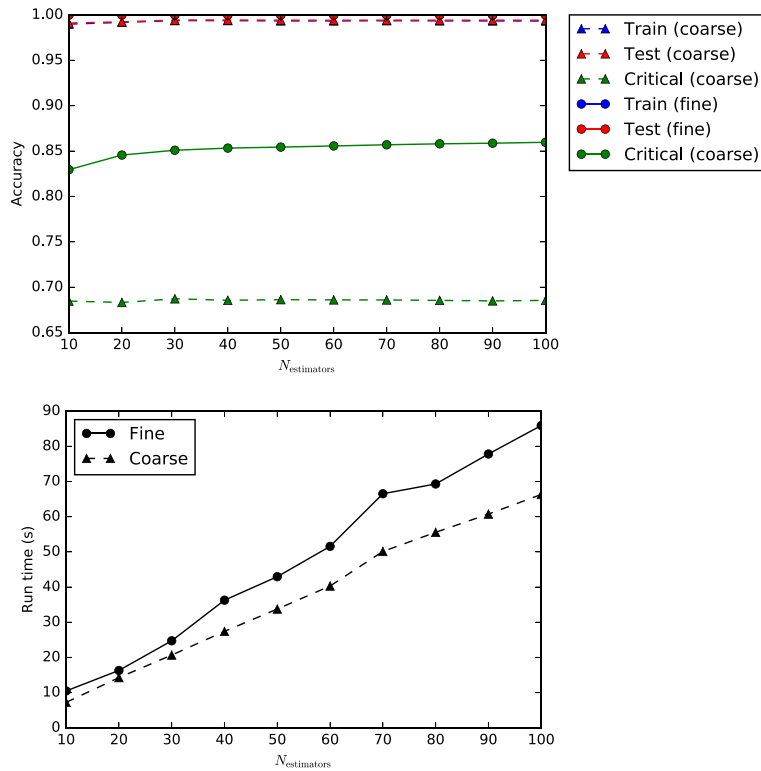 1.00
0.95
0.90
0.85
0.80
0.75
0.70
0.65
Accuracy
10 20 30 40 50 60 70 80 90 100
N_estimators
Train (coarse)
Test (coarse)
Critical (coarse)
Train (fine)
Test (fine)
Critical (coarse)
90
80
70
60
50
40
30
20
10
0
Run time (s)
Fine
Coarse
10 20 30 40 50 60 70 80 90 100
N_estimators